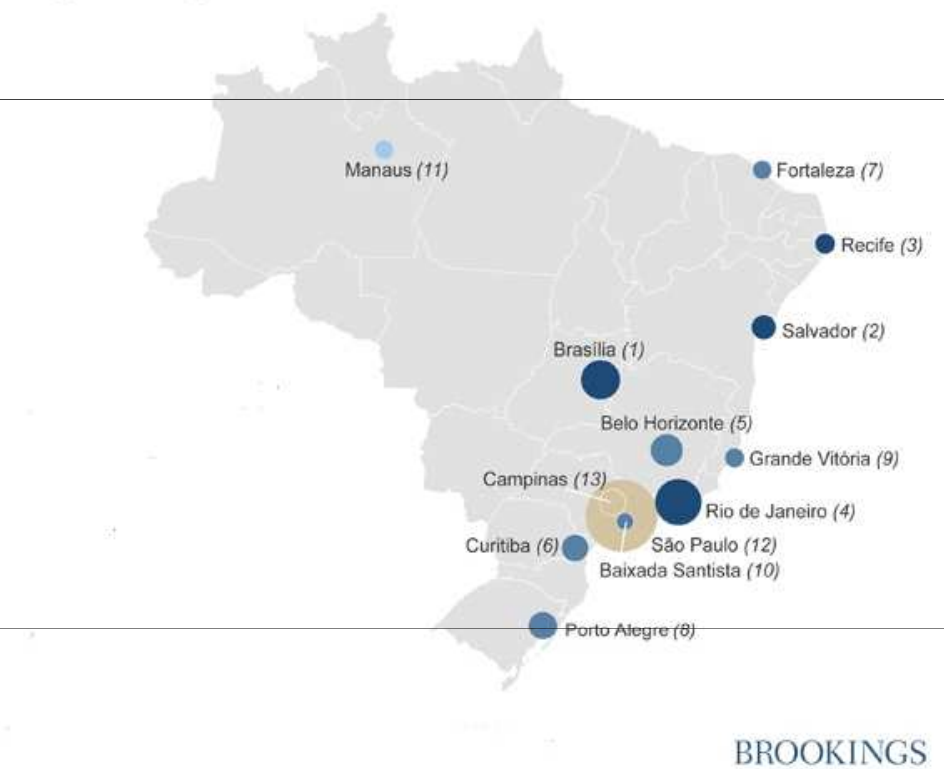 Manaus (11)
Fortaleza (7)
Recife (3)
Salvador (2)
Brasília (1)
Belo Horizonte (5)
Grande Vitória (9)
Campinas (13)
Rio de Janeiro (4)
Curitiba (6)
São Paulo (12)
Baixada Santista (10)
Porto Alegre (8)
BROOKINGS